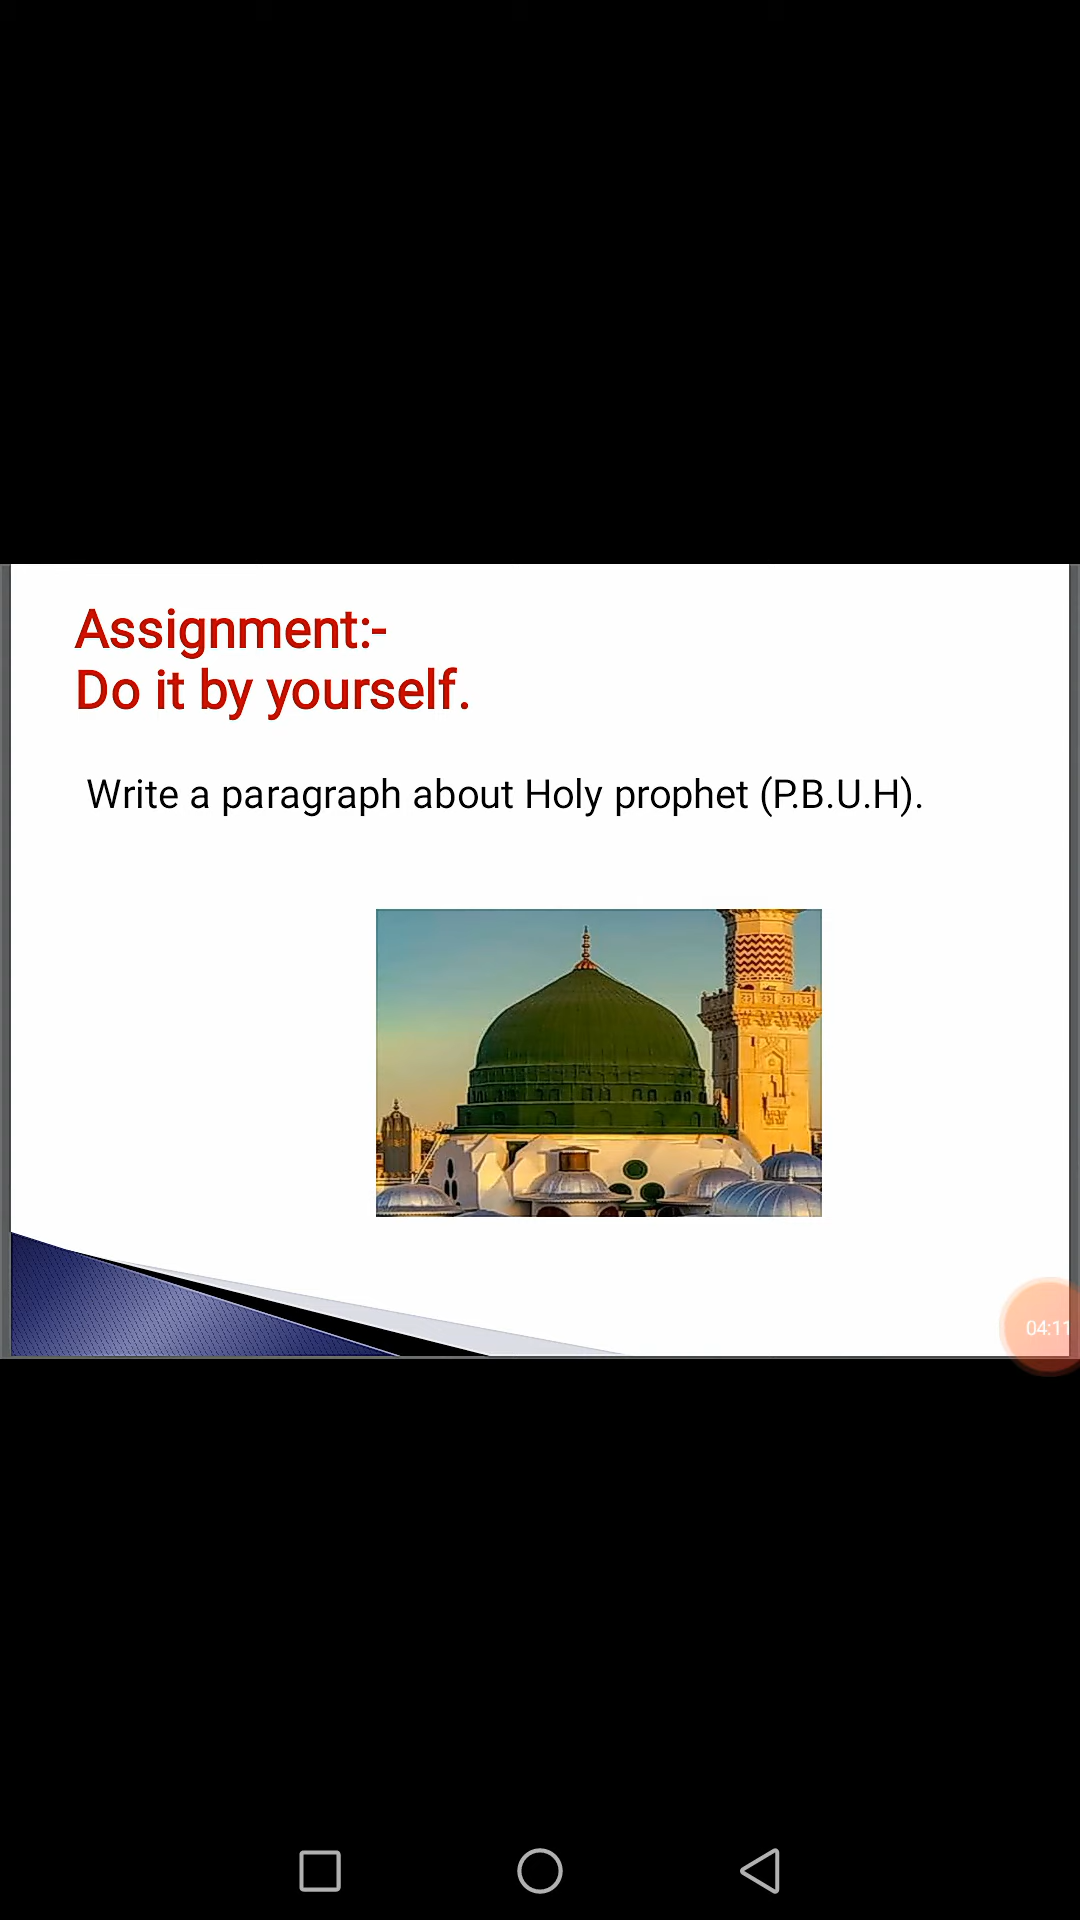 Assignment:-
Do it by yourself.
Write a paragraph about Holy prophet (P.B.U.H).
04:11